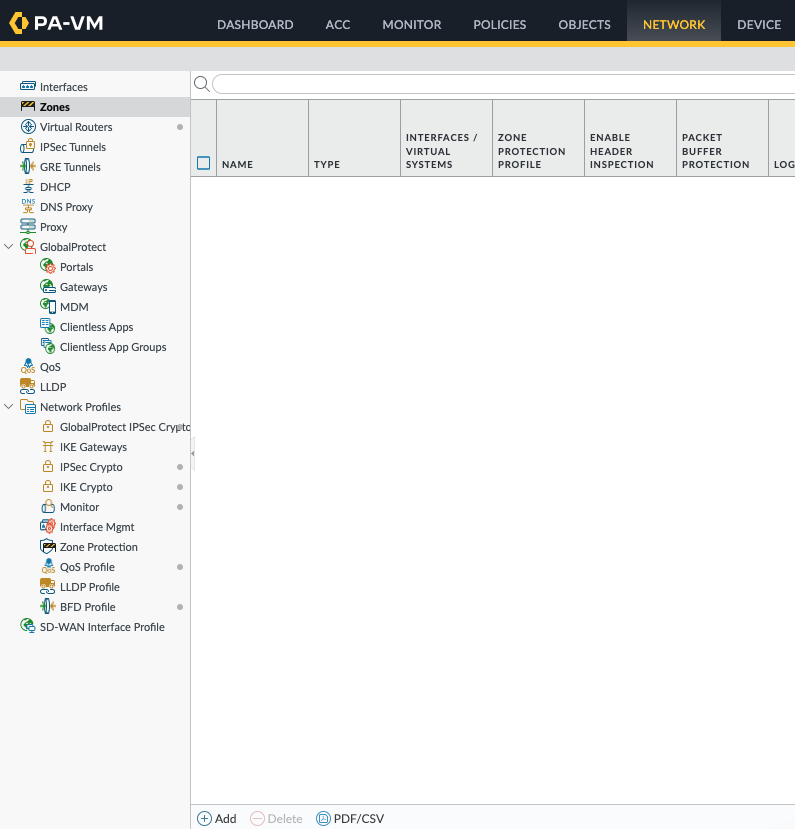 PA-VM
DASHBOARD ACC MONITOR POLICIES OBJECTS NETWORK DEVICE
Interfaces
Zones
Virtual Routers
IPSec Tunnels
GRE Tunnels
DHCP
DNS Proxy
Proxy
GlobalProtect
Portals
Gateways
MDM
Clientless Apps
Clientless App Groups
QoS
LLDP
Network Profiles
GlobalProtect IPSec Crypto
IKE Gateways
IPSec Crypto
IKE Crypto
Monitor
Interface Mgmt
Zone Protection
QoS Profile
LLDP Profile
BFD Profile
SD-WAN Interface Profile
NAME
TYPE
INTERFACES /
VIRTUAL
SYSTEMS
ZONE
PROTECTION
PROFILE
ENABLE
HEADER
INSPECTION
PACKET
BUFFER
PROTECTION
LOG
Add Delete PDF/CSV